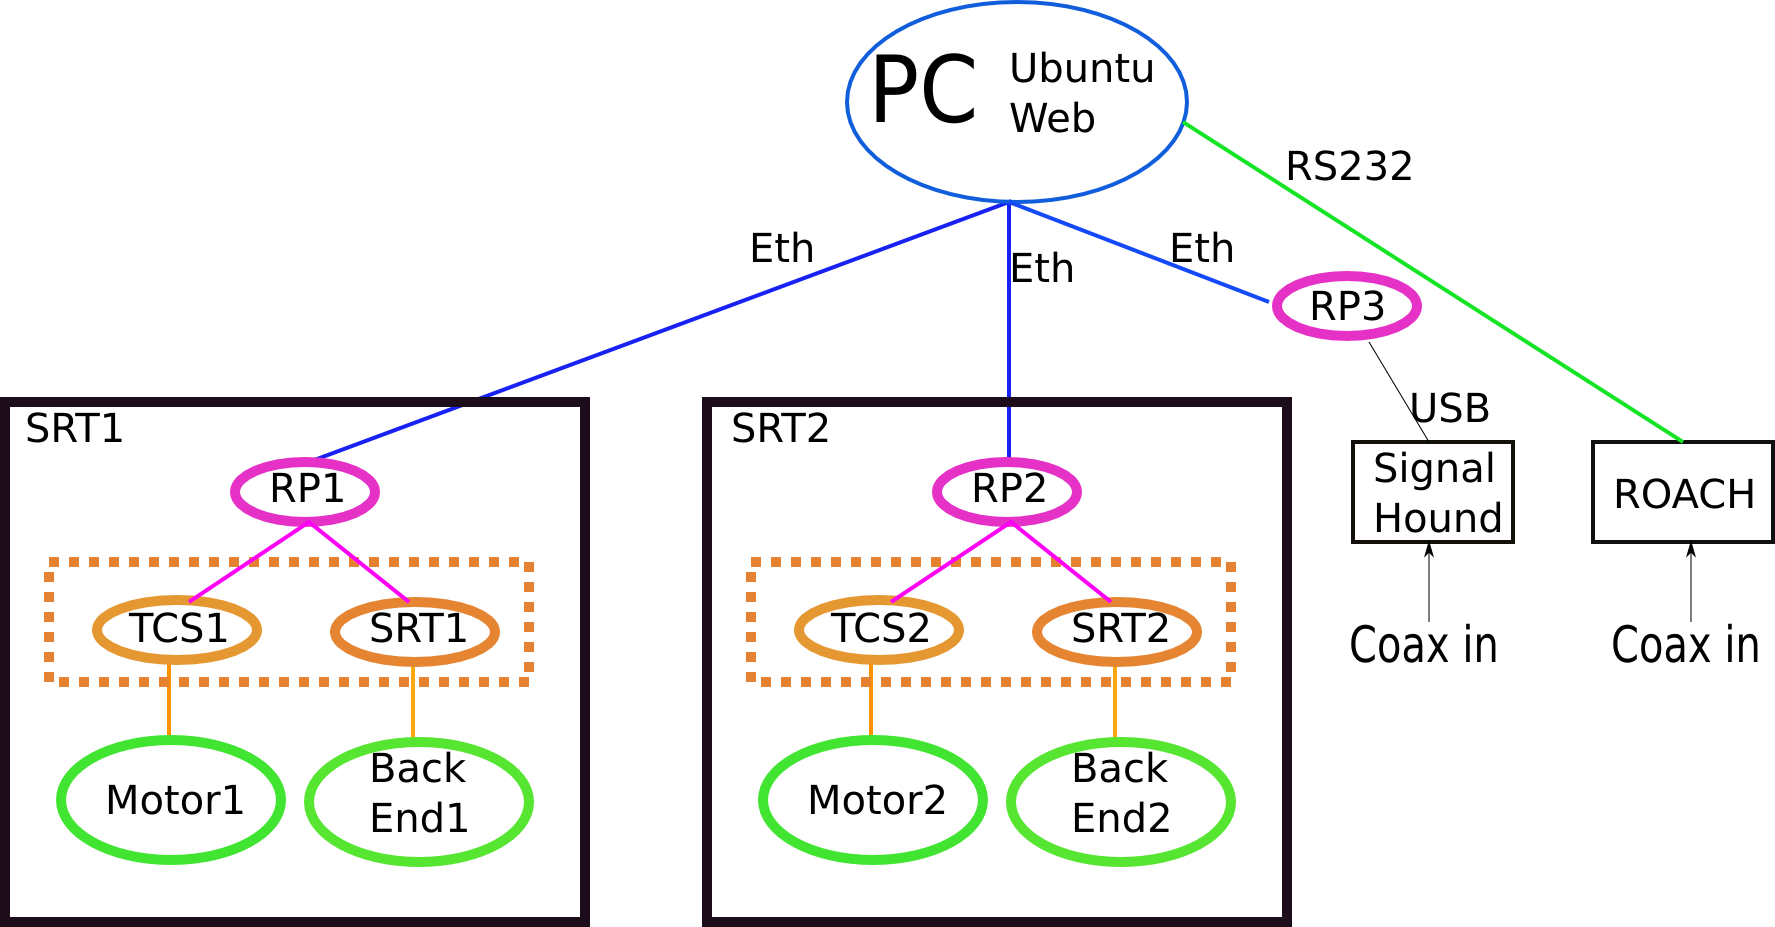 PC
Ubuntu
Web
RS232
Eth
Eth
Eth
RP3
USB
SRT1
SRT2
Signal
Hound
ROACH
RP1
RP2
TCS1
SRT1
TCS2
SRT2
Coax in
Coax in
Motor1
Back
End1
Motor2
Back
End2